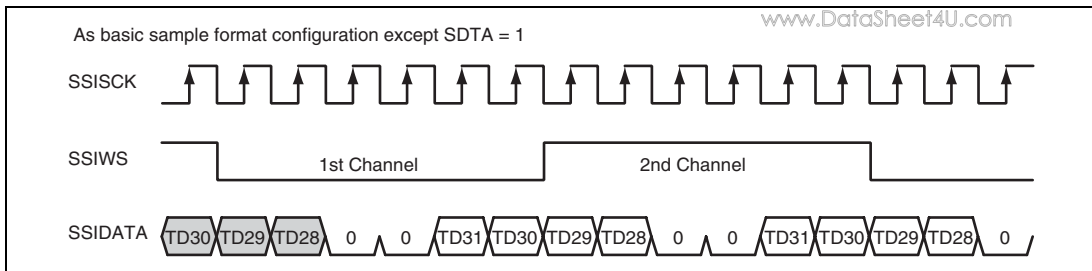 www.DataSheet4U.com
As basic sample format configuration except SDTA = 1
SSISCK
SSIWS 1st Channel 2nd Channel
SSIDATA TD30 TD29 TD28 0 0 TD31 TD30 TD29 TD28 0 0 TD31 TD30 TD29 TD28 0